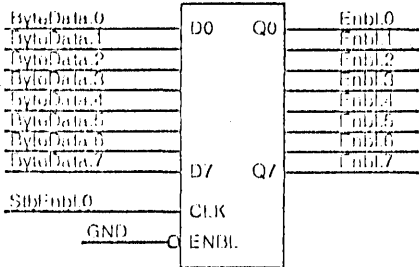 ByteData.0 D0 Q0 Enbl.0
ByteData.1 Enbl.1
ByteData.2 Enbl.2
ByteData.3 Enbl.3
ByteData.4 Enbl.4
ByteData.5 Enbl.5
ByteData.6 Enbl.6
ByteData.7 D7 Q7 Enbl.7
StbEnbl.0 CLK
GND ENBL